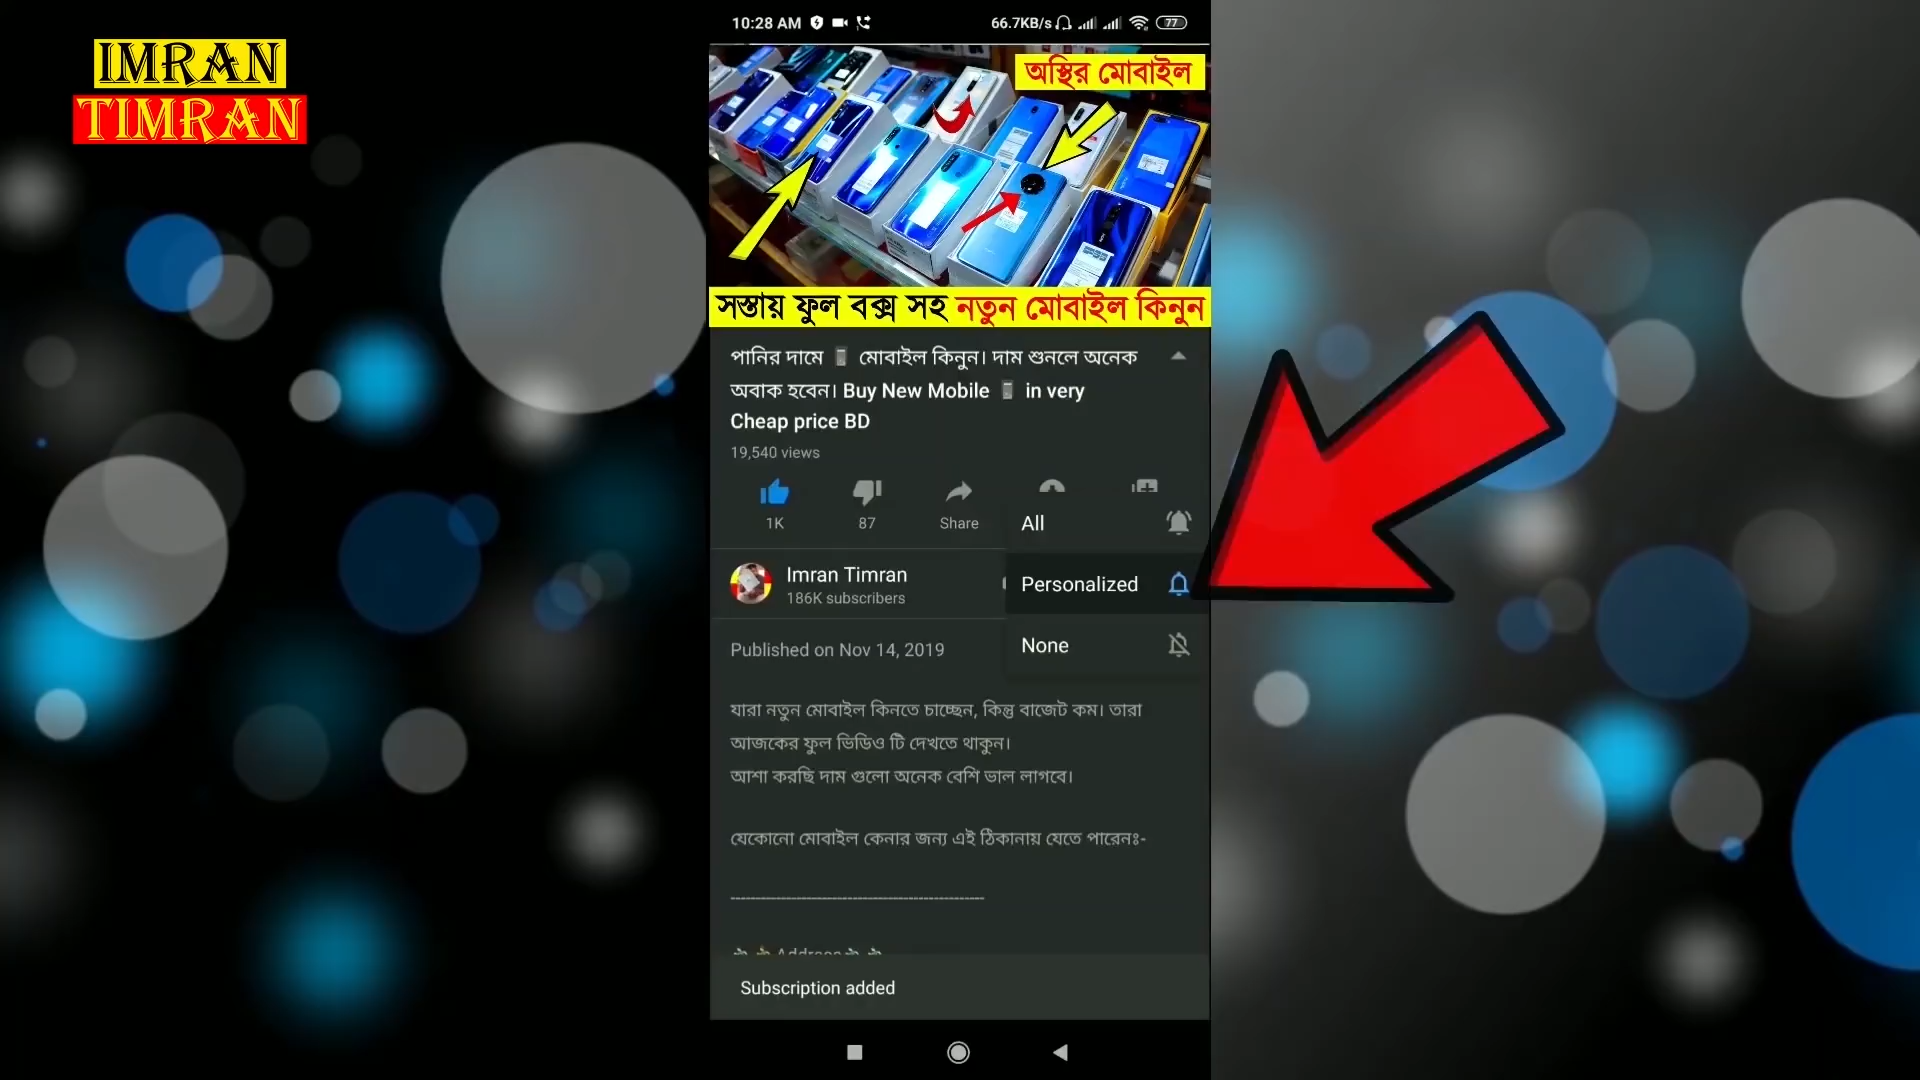 IMRAN
TIMRAN
10:28 AM
66.7KB/s
77
অস্থির মোবাইল
সস্তায় ফুল বক্স সহ নতুন মোবাইল কিনুন
পানির দামে মোবাইল কিনুন। দাম শুনলে অনেক
অবাক হবেন। Buy New Mobile in very
Cheap price BD
19,540 views
1K
87
Share
All
Personalized
None
Imran Timran
186K subscribers
Published on Nov 14, 2019
যারা নতুন মোবাইল কিনতে চাচ্ছেন, কিন্তু বাজেট কম। তারা
আজকের ফুল ভিডিও টি দেখতে থাকুন।
আশা করছি দাম গুলো অনেক বেশি ভাল লাগবে।
যেকোনো মোবাইল কেনার জন্য এই ঠিকানায় যেতে পারেনঃ-
--------------------------------------------------
Address
Subscription added